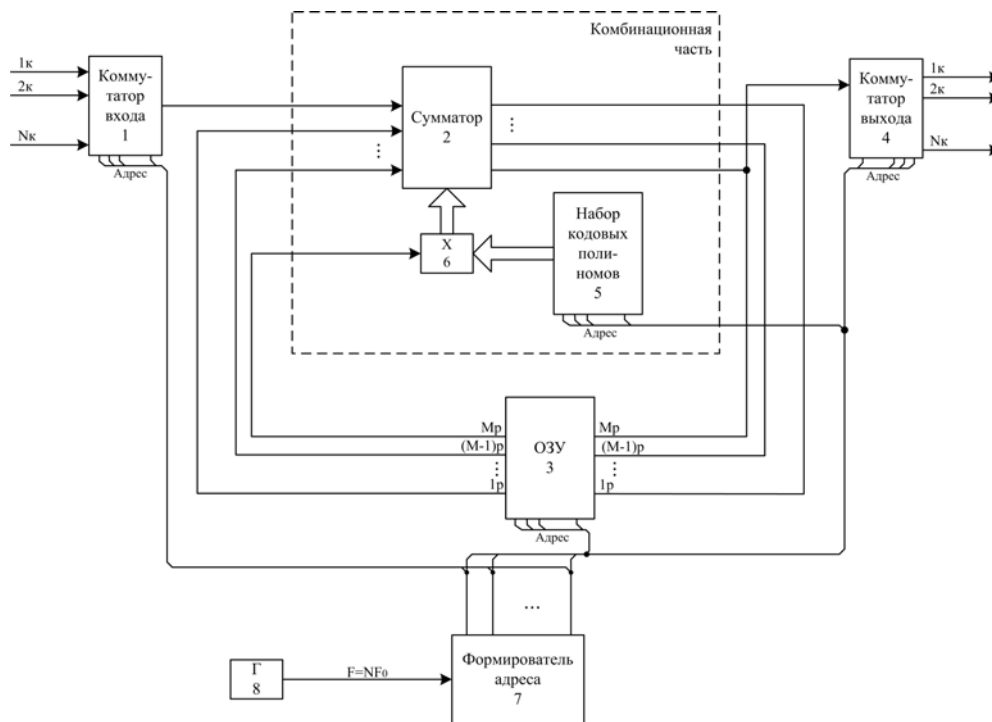 Комбинационная
часть
1к
2к
Nк
Комму-
татор
входа
1
Адрес
Сумматор
2
⋮
⋮
Комму-
татор
выхода
4
Адрес
1к
2к
Nк
X
6
Набор
кодовых
поли-
номов
5
Адрес
Мр
(М-1)р
⋮
1р
ОЗУ
3
Адрес
Мр
(М-1)р
⋮
1р
...
Г
8
F=NF₀
Формирователь
адреса
7